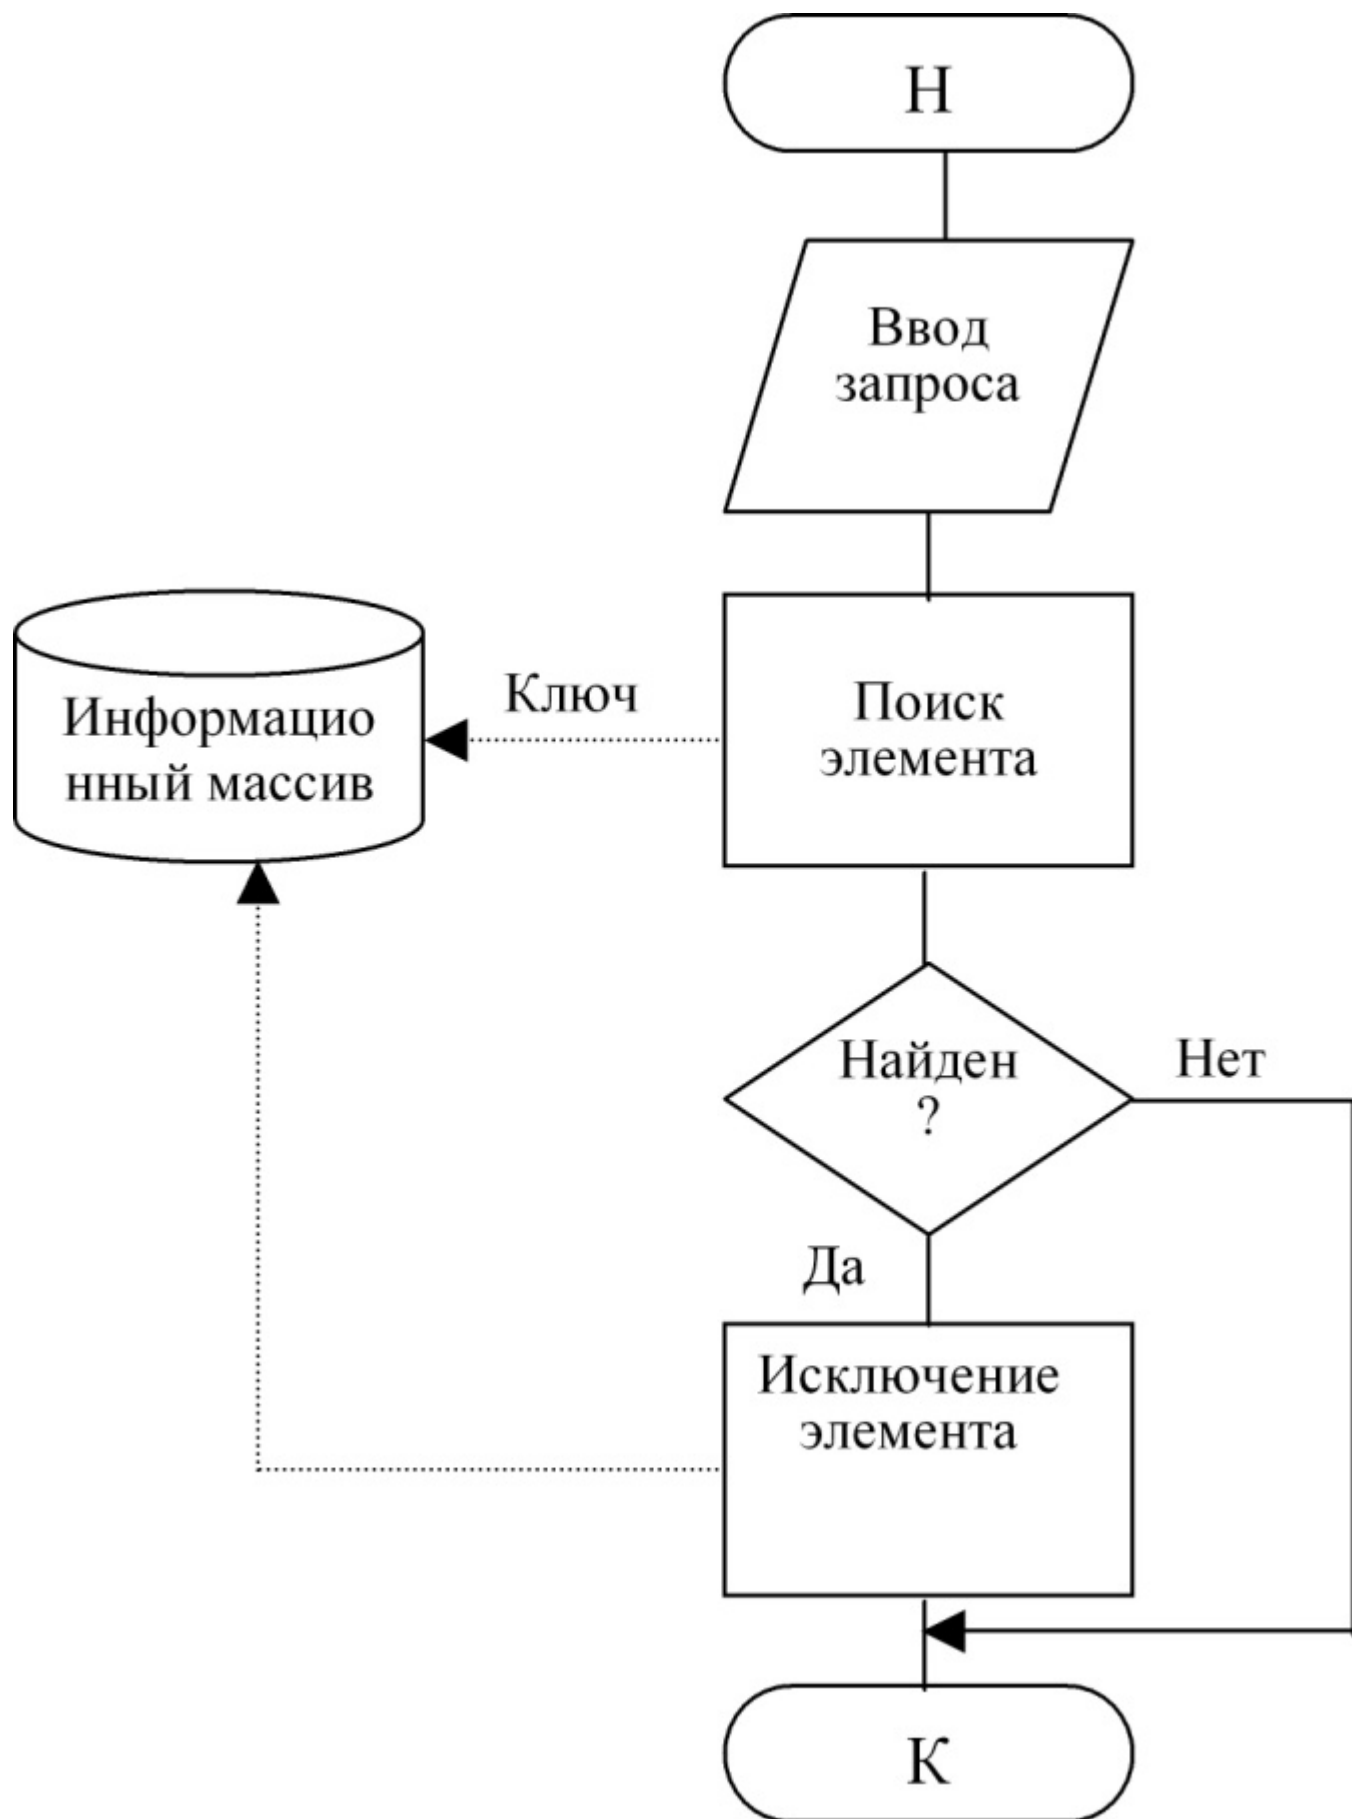 Н
Ввод
запроса
Ключ
Информацио
нный массив
Поиск
элемента
Найден
?
Нет
Да
Исключение
элемента
К